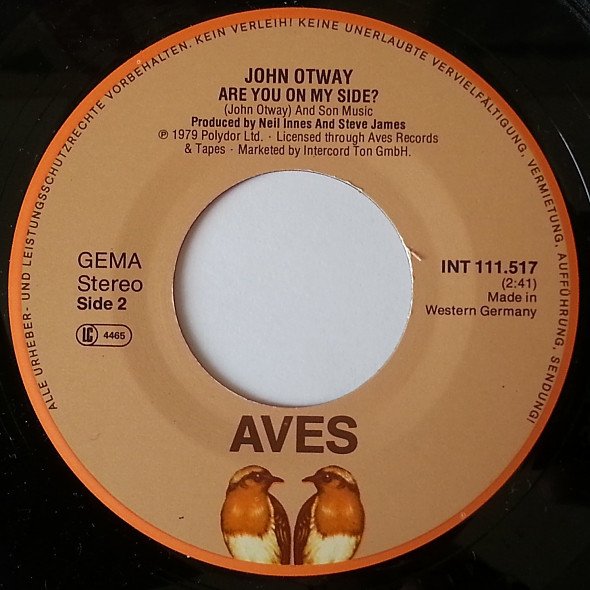 ALLE URHEBER- UND LEISTUNGSSCHUTZRECHTE VORBEHALTEN. KEIN VERLEIH! KEINE UNERLAUBTE VERVIELFÄLTIGUNG, VERMIETUNG, AUFFÜHRUNG, SENDUNG!
JOHN OTWAY
ARE YOU ON MY SIDE?
(John Otway) And Son Music
Produced by Neil Innes And Steve James
℗ 1979 Polydor Ltd. · Licensed through Aves Records
& Tapes · Marketed by Intercord Ton GmbH.
GEMA
Stereo
Side 2
LC 4465
INT 111.517
(2:41)
Made in
Western Germany
AVES